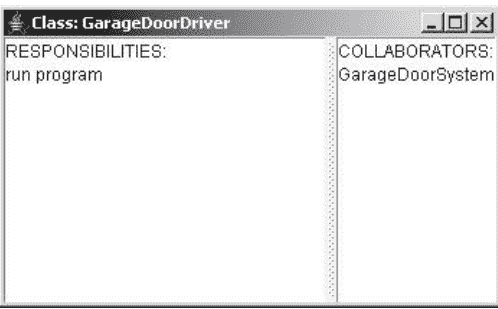 Class: GarageDoorDriver
RESPONSIBILITIES:
run program
COLLABORATORS:
GarageDoorSystem